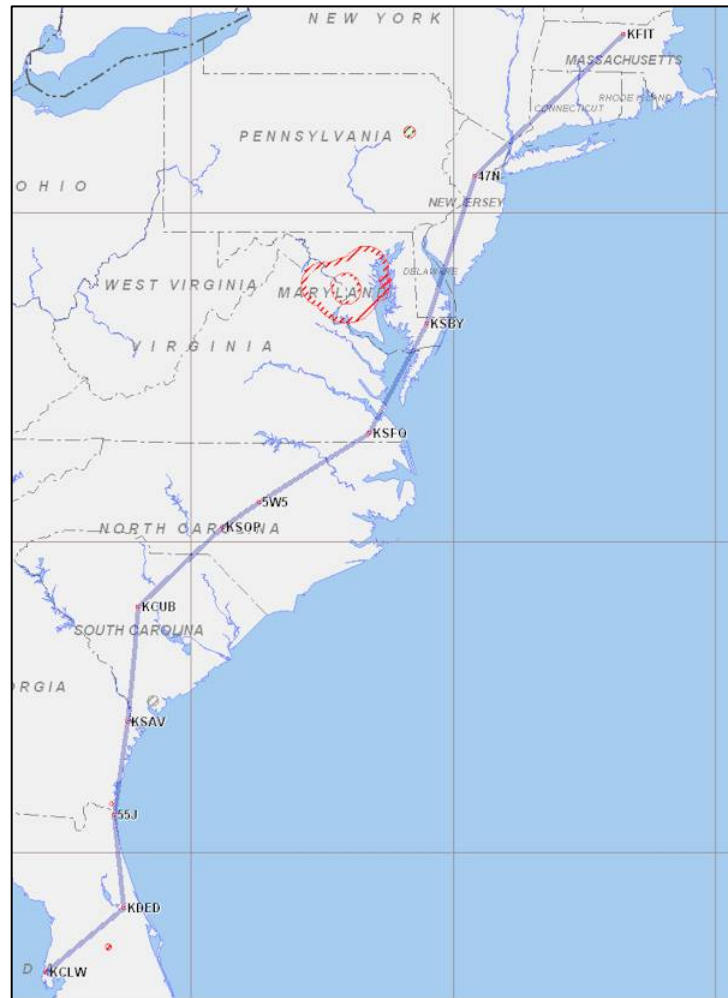 NEW YORK
KFIT
MASSACHUSETTS
RHODE ISLAND
CONNECTICUT
PENNSYLVANIA
47N
OHIO
NEW JERSEY
DELAWARE
WEST VIRGINIA
MARYLAND
KSBY
VIRGINIA
KSFQ
5W5
NORTH CAROLINA
KSOP
KCUB
SOUTH CAROLINA
ORGIA
KSAV
55J
KDED
D A
KCLW